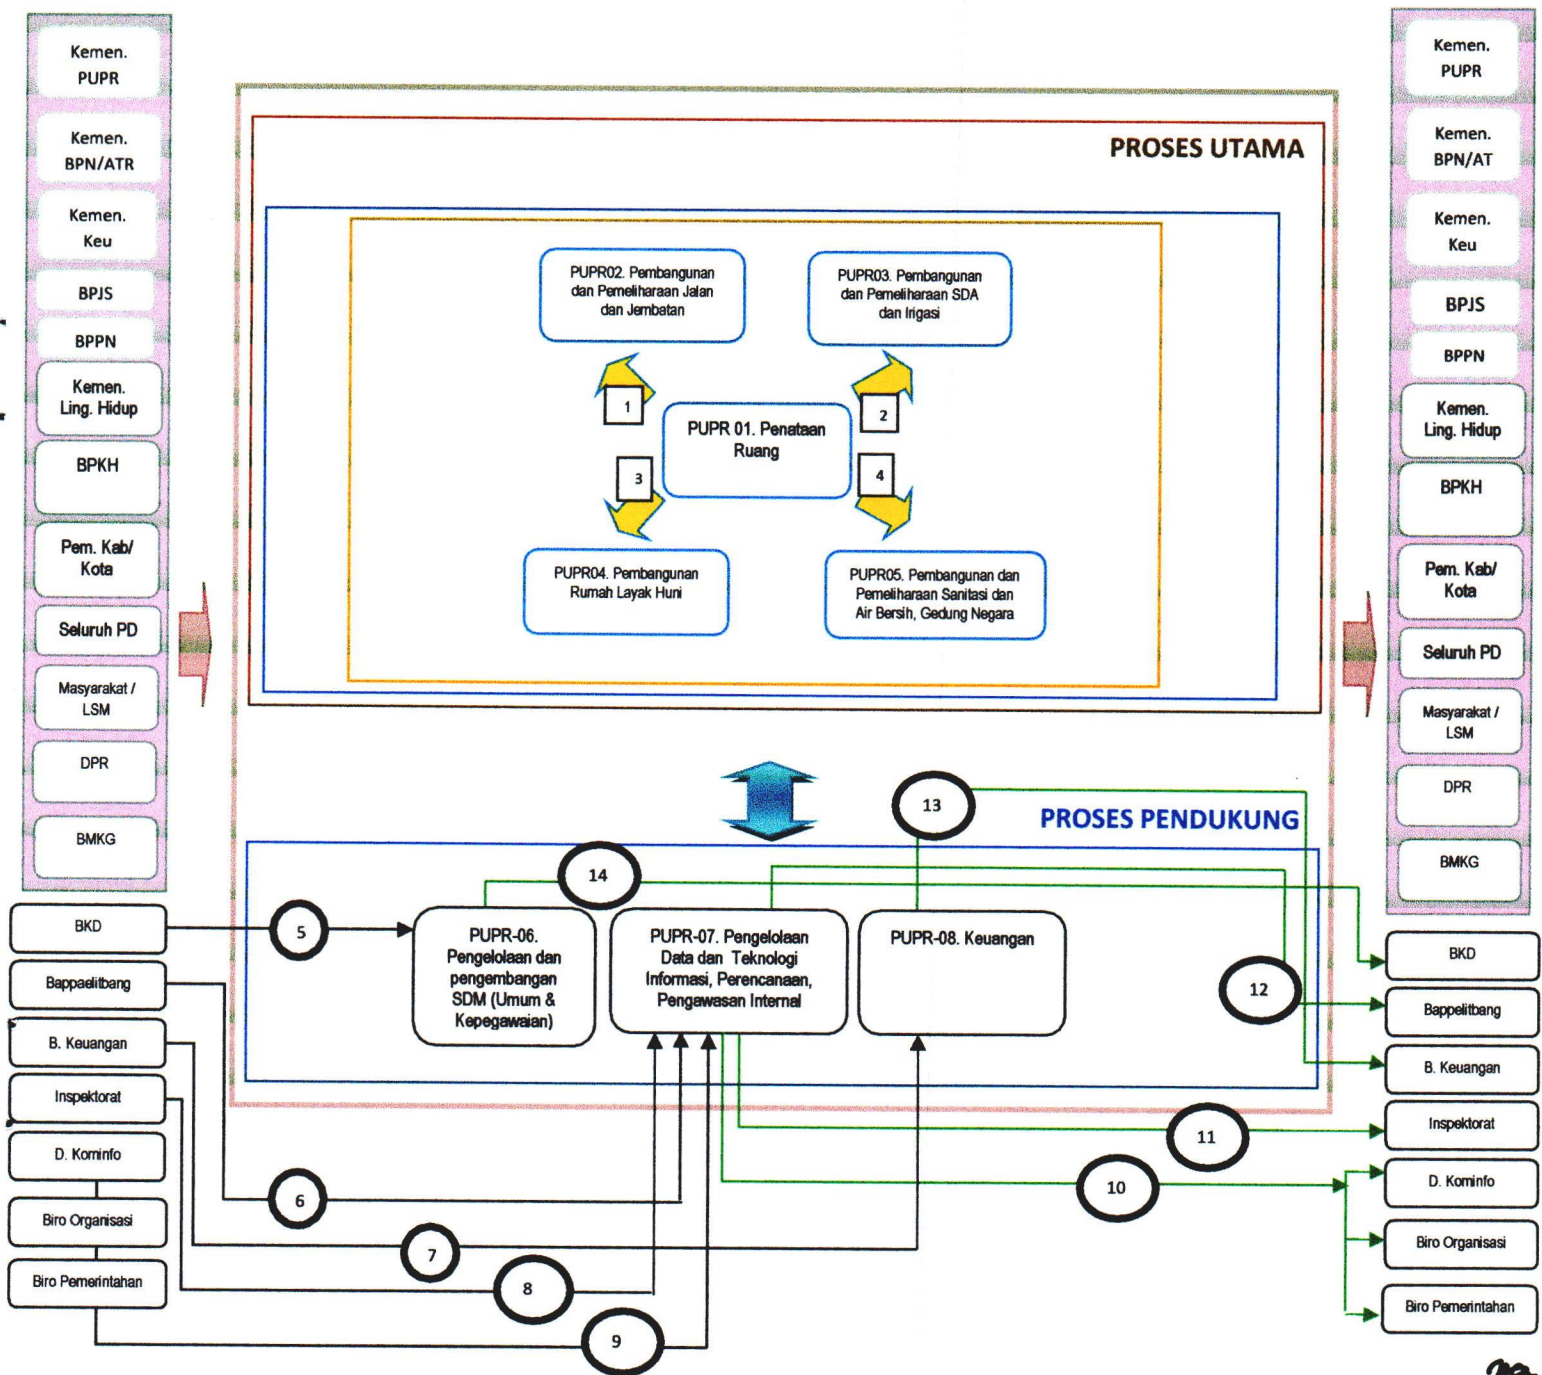 Kemen.
PUPR
Kemen.
BPN/ATR
Kemen.
Keu
BPJS
BPPN
Kemen.
Ling. Hidup
BPKH
Pem. Kab/
Kota
Seluruh PD
Masyarakat /
LSM
DPR
BMKG
BKD
Bappaelitbang
B. Keuangan
Inspektorat
D. Kominfo
Biro Organisasi
Biro Pemerintahan
PROSES UTAMA
PUPR02. Pembangunan
dan Pemeliharaan Jalan
dan Jembatan
PUPR03. Pembangunan
dan Pemeliharaan SDA
dan Irigasi
1
2
PUPR 01. Penataan
Ruang
3
4
PUPR04. Pembangunan
Rumah Layak Huni
PUPR05. Pembangunan dan
Pemeliharaan Sanitasi dan
Air Bersih, Gedung Negara
13
PROSES PENDUKUNG
14
5
PUPR-06.
Pengelolaan dan
pengembangan
SDM (Umum &
Kepegawaian)
PUPR-07. Pengelolaan
Data dan Teknologi
Informasi, Perencanaan,
Pengawasan Internal
PUPR-08. Keuangan
12
11
10
6
7
8
9
Kemen.
PUPR
Kemen.
BPN/AT
Kemen.
Keu
BPJS
BPPN
Kemen.
Ling. Hidup
BPKH
Pem. Kab/
Kota
Seluruh PD
Masyarakat /
LSM
DPR
BMKG
BKD
Bappelitbang
B. Keuangan
Inspektorat
D. Kominfo
Biro Organisasi
Biro Pemerintahan